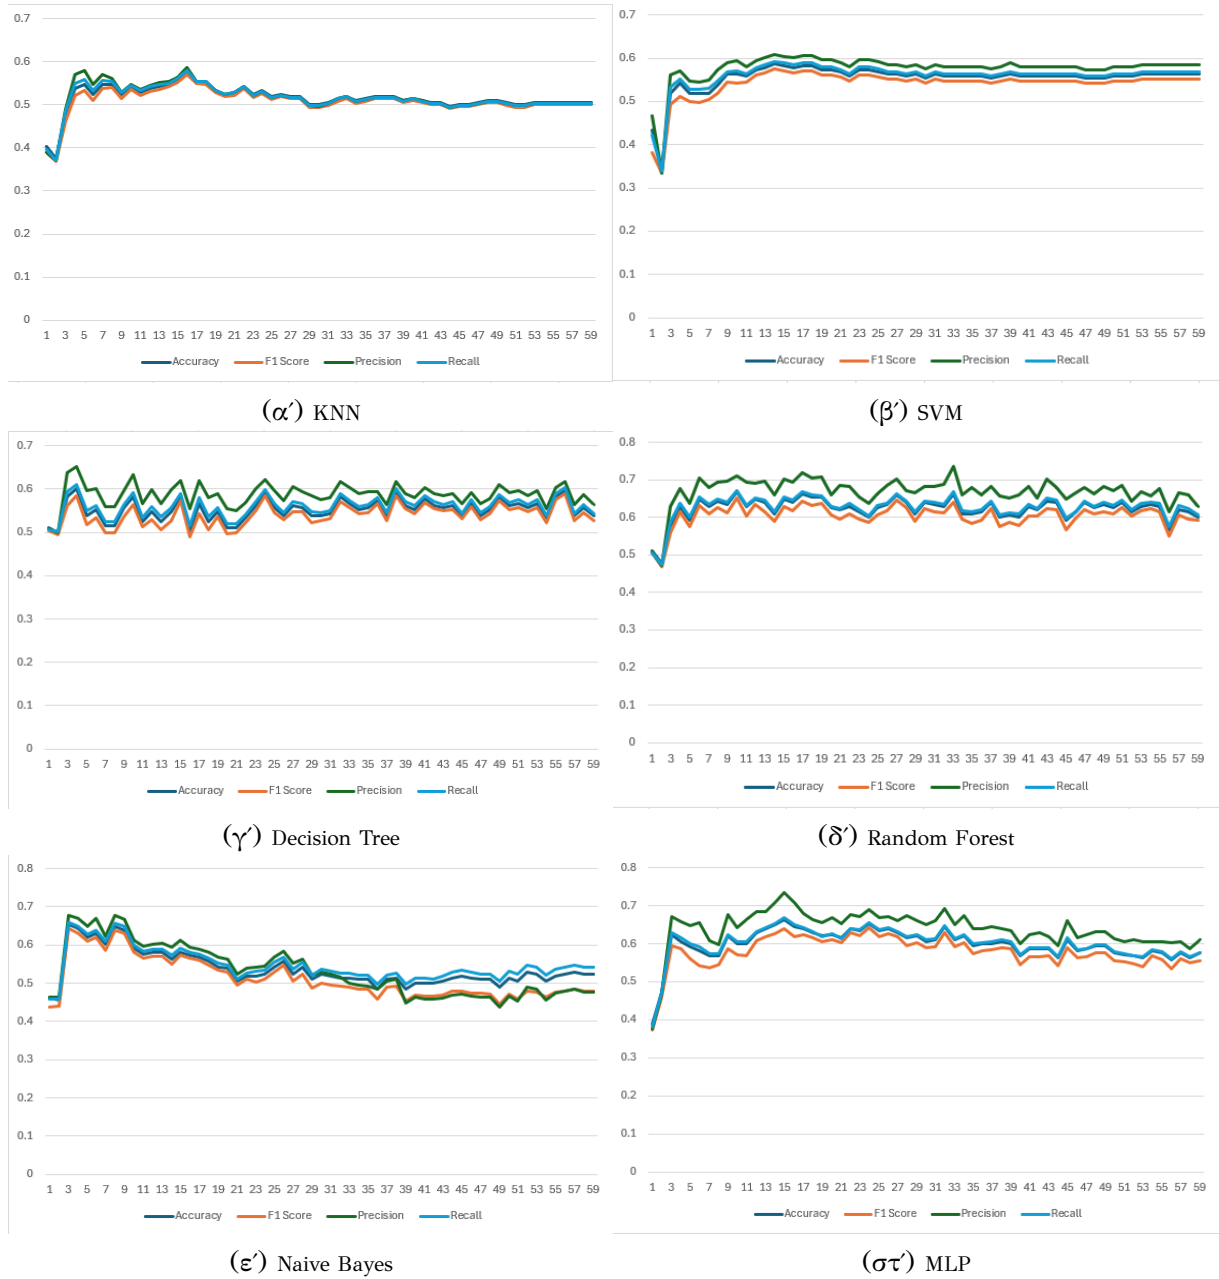 0.7
0.6
0.5
0.4
0.3
0.2
0.1
0
1 3 5 7 9 11 13 15 17 19 21 23 25 27 29 31 33 35 37 39 41 43 45 47 49 51 53 55 57 59
Accuracy F1 Score Precision Recall
(α′) KNN
0.7
0.6
0.5
0.4
0.3
0.2
0.1
0
1 3 5 7 9 11 13 15 17 19 21 23 25 27 29 31 33 35 37 39 41 43 45 47 49 51 53 55 57 59
Accuracy F1 Score Precision Recall
(β′) SVM
0.7
0.6
0.5
0.4
0.3
0.2
0.1
0
1 3 5 7 9 11 13 15 17 19 21 23 25 27 29 31 33 35 37 39 41 43 45 47 49 51 53 55 57 59
Accuracy F1 Score Precision Recall
(γ′) Decision Tree
0.8
0.7
0.6
0.5
0.4
0.3
0.2
0.1
0
1 3 5 7 9 11 13 15 17 19 21 23 25 27 29 31 33 35 37 39 41 43 45 47 49 51 53 55 57 59
Accuracy F1 Score Precision Recall
(δ′) Random Forest
0.8
0.7
0.6
0.5
0.4
0.3
0.2
0.1
0
1 3 5 7 9 11 13 15 17 19 21 23 25 27 29 31 33 35 37 39 41 43 45 47 49 51 53 55 57 59
Accuracy F1 Score Precision Recall
(ε′) Naive Bayes
0.8
0.7
0.6
0.5
0.4
0.3
0.2
0.1
0
1 3 5 7 9 11 13 15 17 19 21 23 25 27 29 31 33 35 37 39 41 43 45 47 49 51 53 55 57 59
Accuracy F1 Score Precision Recall
(στ′) MLP